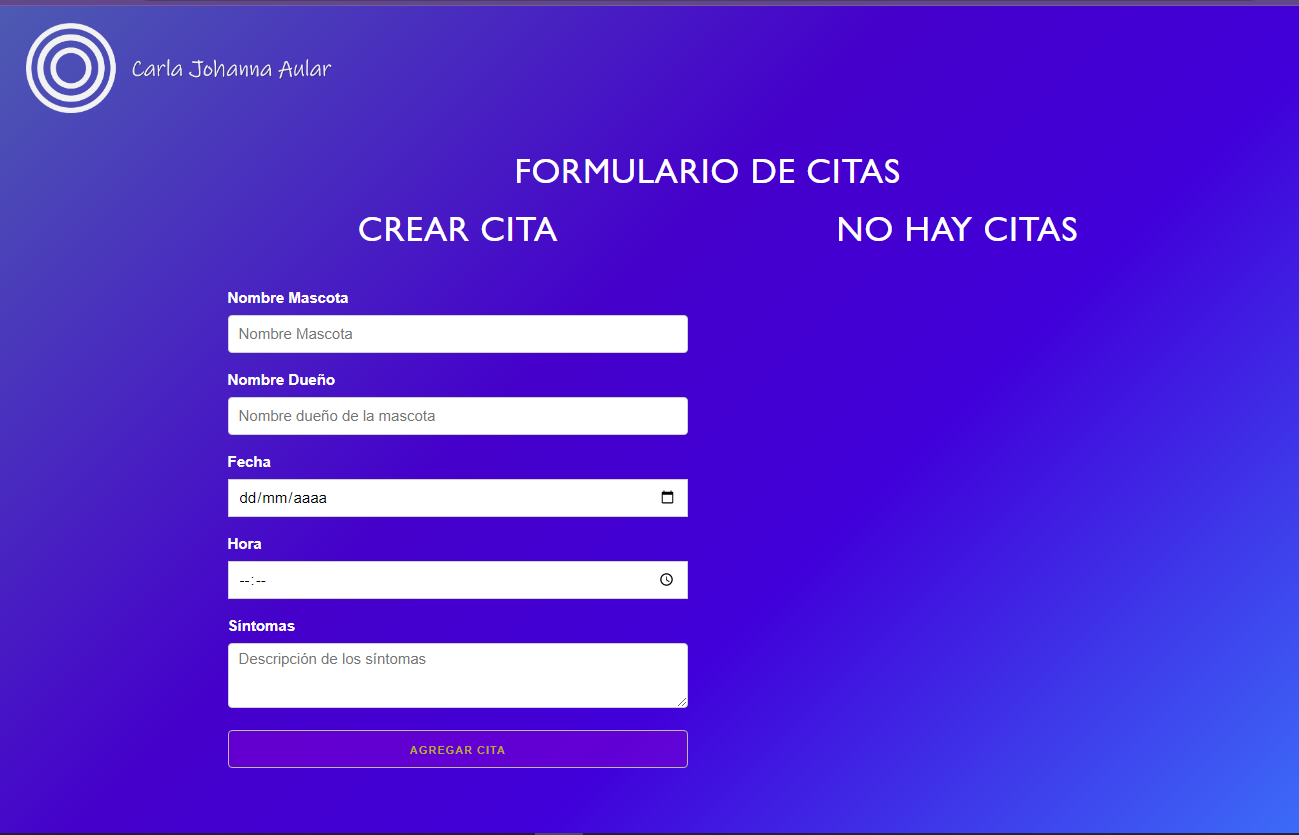 Carla Johanna Aular
FORMULARIO DE CITAS
CREAR CITA
NO HAY CITAS
Nombre Mascota
Nombre Mascota
Nombre Dueño
Nombre dueño de la mascota
Fecha
dd/mm/aaaa
Hora
--:--
Síntomas
Descripción de los síntomas
AGREGAR CITA